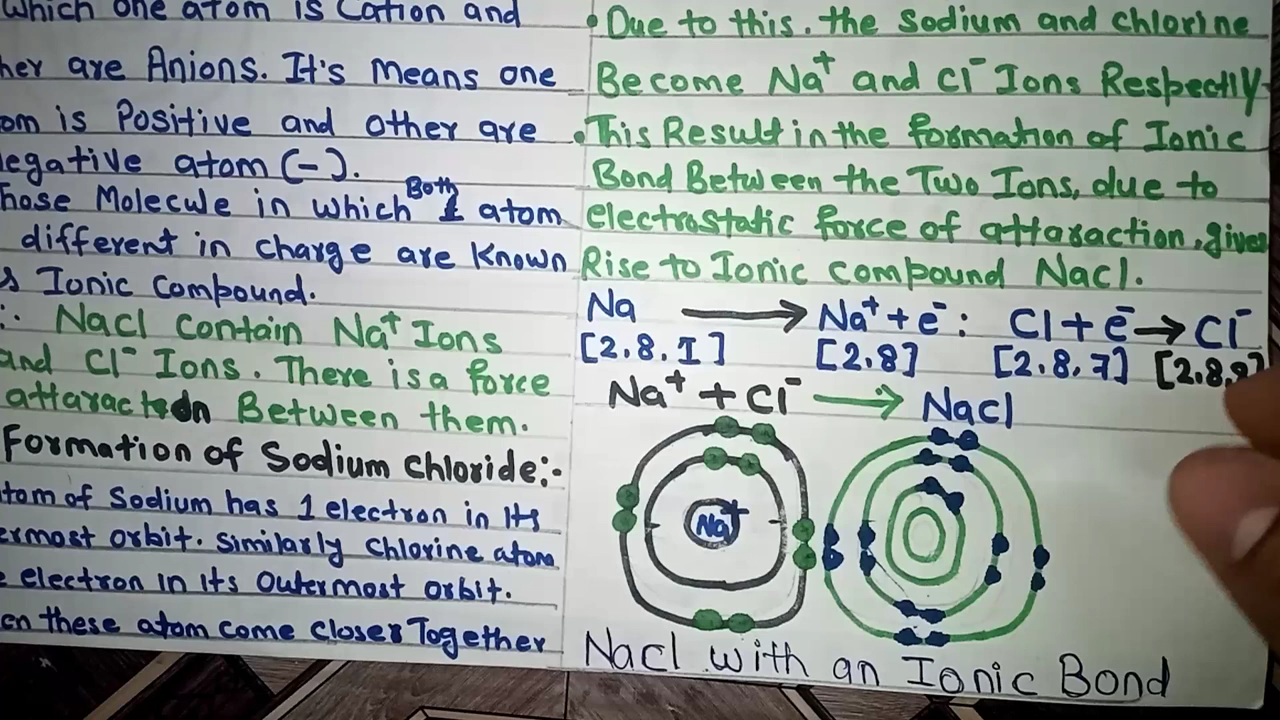 which one atom is Cation and
her are Anions. It's Means one
om is Positive and other are
egative atom (-).
hose Molecule in which Both atom
different in charge are Known
s Ionic Compound.
∴ Nacl Contain Na⁺ Ions
and Cl⁻ Ions. There is a force
Between them.
Formation of Sodium Chloride:-
tom of Sodium has 1 electron in Its
ermost orbit. Similarly Chlorine atom
electron in Its Outermost orbit.
en these atom come closer Together
• Due to this. the Sodium and chlorine
Become Na⁺ and Cl⁻ Ions Respectly
• This Result in the formation of Ionic
Bond Between the Two Ions, due to
electrostatic force of attaraction, gives
Rise to Ionic compound Nacl.
Na → Na⁺ + e⁻ : Cl + e⁻ → Cl⁻
[2.8.1] [2.8] [2.8.7] [2.8.
Na⁺ + Cl⁻ → Nacl
Na⁺
Nacl with an Ionic Bond